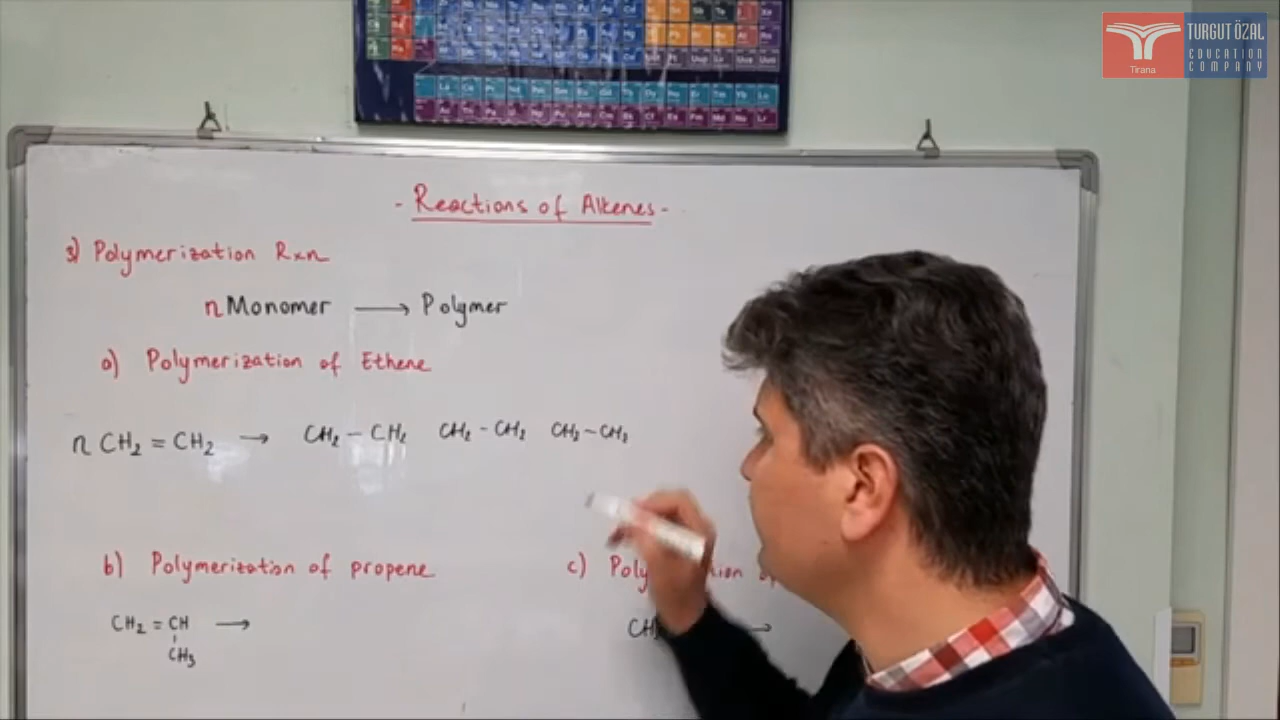 TURGUT ÖZAL
EDUCATION
COMPANY
Tirana
- Reactions of Alkenes -
3) Polymerization Rxn
nMonomer ⟶ Polymer
a) Polymerization of Ethene
n CH₂ = CH₂ → CH₂ - CH₂ CH₂ - CH₂ CH₂ - CH₂
b) Polymerization of propene
c)
CH₂ = CH →
CH₃